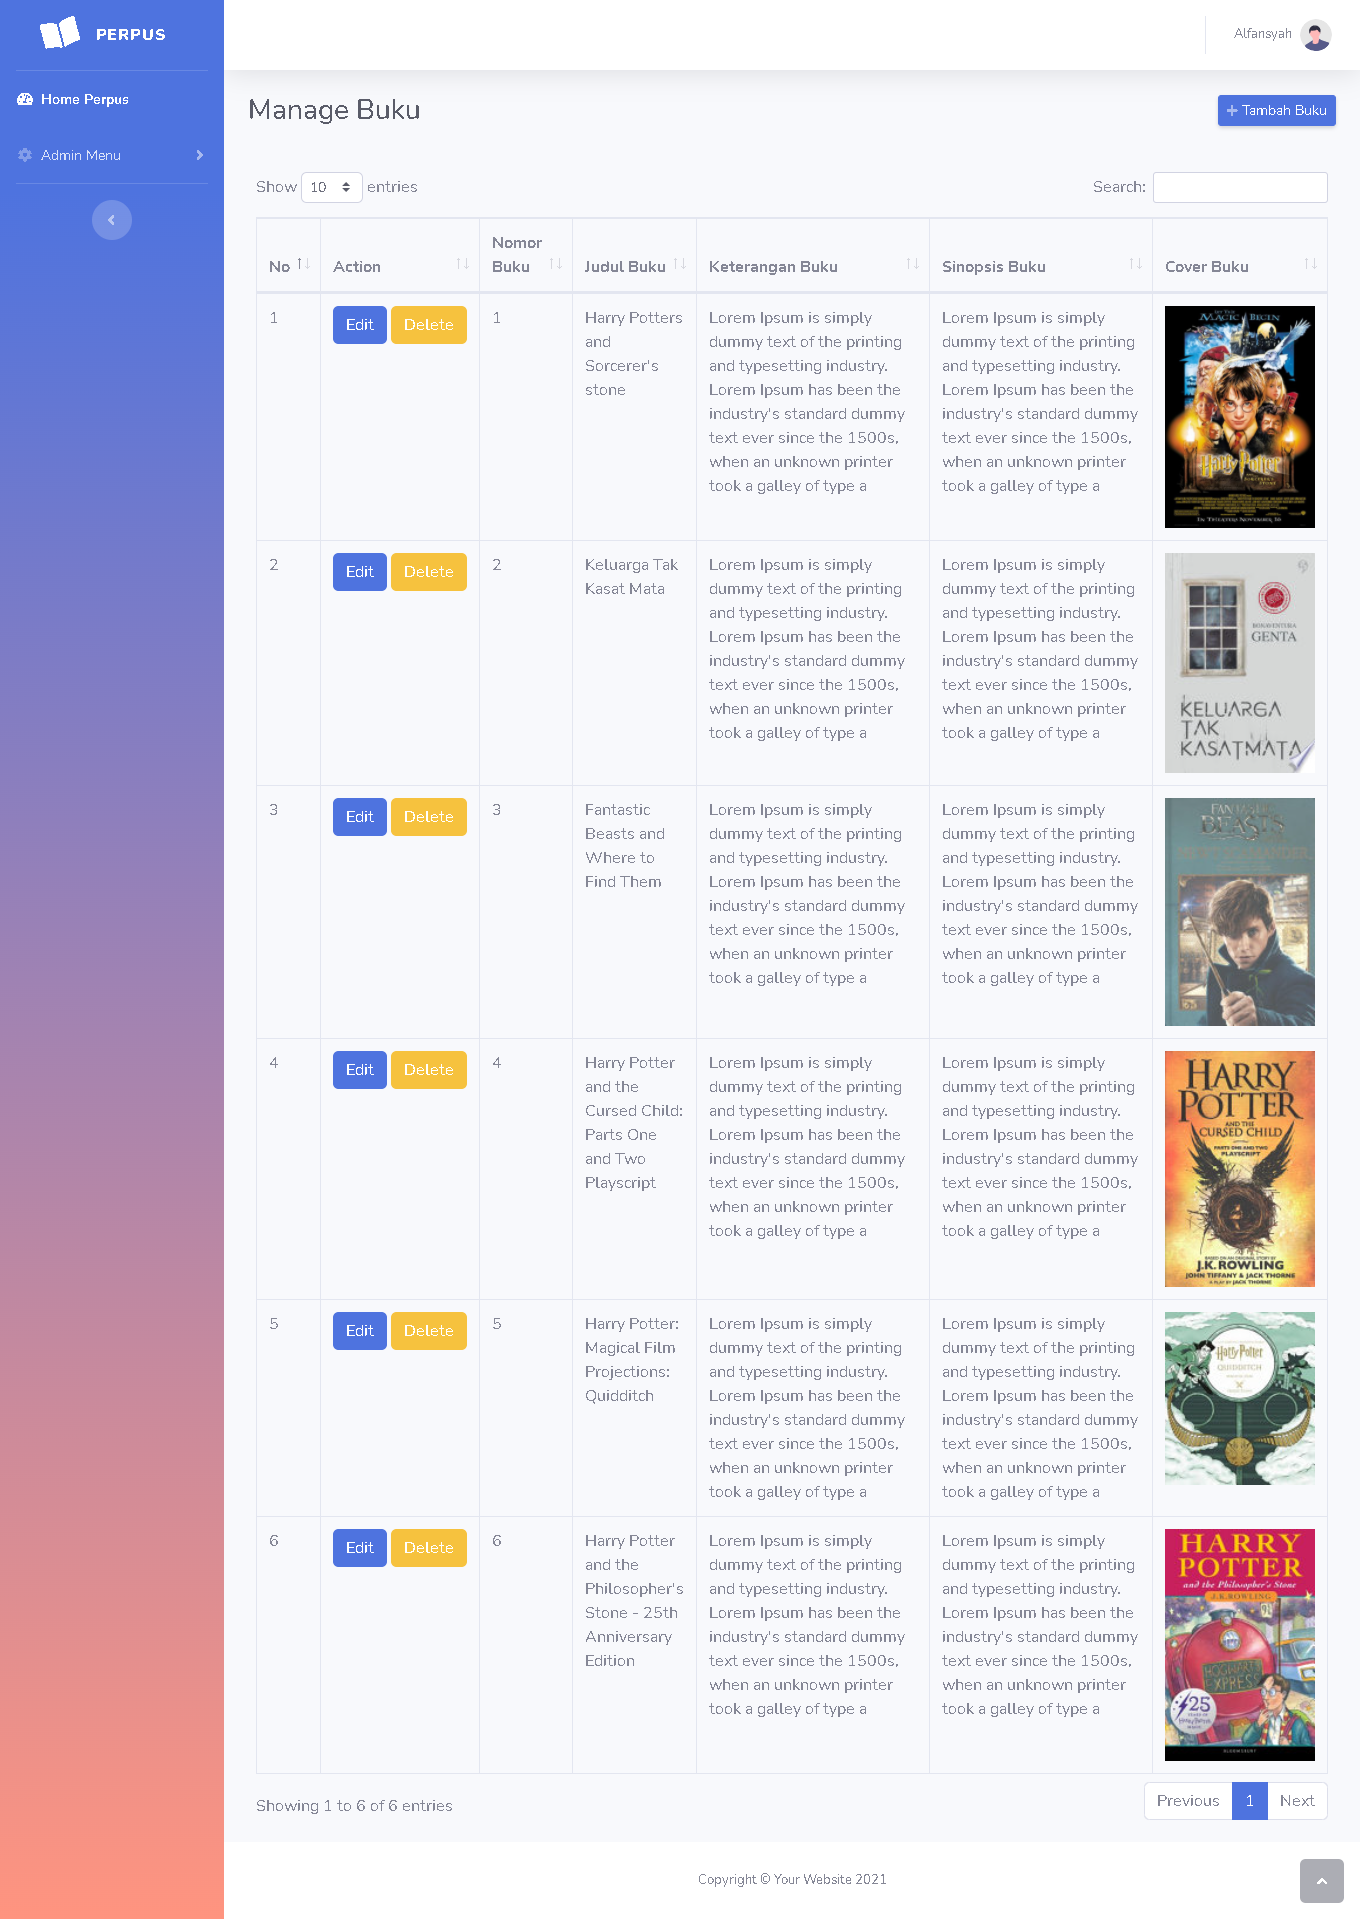 PERPUS
Home Perpus
Admin Menu
Alfansyah
Manage Buku
Tambah Buku
Show 10 entries
Search:
No Action Nomor Buku Judul Buku Keterangan Buku Sinopsis Buku Cover Buku
1
Edit Delete
1
Harry Potters
and
Sorcerer's
stone
Lorem Ipsum is simply
dummy text of the printing
and typesetting industry.
Lorem Ipsum has been the
industry's standard dummy
text ever since the 1500s,
when an unknown printer
took a galley of type a
Lorem Ipsum is simply
dummy text of the printing
and typesetting industry.
Lorem Ipsum has been the
industry's standard dummy
text ever since the 1500s,
when an unknown printer
took a galley of type a
LET THE
MAGIC BEGIN
Harry Potter
IN THEATERS NOVEMBER 16
2
Edit Delete
2
Keluarga Tak
Kasat Mata
Lorem Ipsum is simply
dummy text of the printing
and typesetting industry.
Lorem Ipsum has been the
industry's standard dummy
text ever since the 1500s,
when an unknown printer
took a galley of type a
Lorem Ipsum is simply
dummy text of the printing
and typesetting industry.
Lorem Ipsum has been the
industry's standard dummy
text ever since the 1500s,
when an unknown printer
took a galley of type a
BONAVENTURA
GENTA
KELUARGA
TAK
KASATMATA
3
Edit Delete
3
Fantastic
Beasts and
Where to
Find Them
Lorem Ipsum is simply
dummy text of the printing
and typesetting industry.
Lorem Ipsum has been the
industry's standard dummy
text ever since the 1500s,
when an unknown printer
took a galley of type a
Lorem Ipsum is simply
dummy text of the printing
and typesetting industry.
Lorem Ipsum has been the
industry's standard dummy
text ever since the 1500s,
when an unknown printer
took a galley of type a
FANTASTIC
BEASTS
4
Edit Delete
4
Harry Potter
and the
Cursed Child:
Parts One
and Two
Playscript
Lorem Ipsum is simply
dummy text of the printing
and typesetting industry.
Lorem Ipsum has been the
industry's standard dummy
text ever since the 1500s,
when an unknown printer
took a galley of type a
Lorem Ipsum is simply
dummy text of the printing
and typesetting industry.
Lorem Ipsum has been the
industry's standard dummy
text ever since the 1500s,
when an unknown printer
took a galley of type a
HARRY
POTTER
AND THE
CURSED CHILD
PARTS ONE AND TWO
PLAYSCRIPT
BASED ON AN ORIGINAL STORY BY
J.K. ROWLING
JOHN TIFFANY & JACK THORNE
A PLAY BY JACK THORNE
5
Edit Delete
5
Harry Potter:
Magical Film
Projections:
Quidditch
Lorem Ipsum is simply
dummy text of the printing
and typesetting industry.
Lorem Ipsum has been the
industry's standard dummy
text ever since the 1500s,
when an unknown printer
took a galley of type a
Lorem Ipsum is simply
dummy text of the printing
and typesetting industry.
Lorem Ipsum has been the
industry's standard dummy
text ever since the 1500s,
when an unknown printer
took a galley of type a
Harry Potter
QUIDDITCH
6
Edit Delete
6
Harry Potter
and the
Philosopher's
Stone - 25th
Anniversary
Edition
Lorem Ipsum is simply
dummy text of the printing
and typesetting industry.
Lorem Ipsum has been the
industry's standard dummy
text ever since the 1500s,
when an unknown printer
took a galley of type a
Lorem Ipsum is simply
dummy text of the printing
and typesetting industry.
Lorem Ipsum has been the
industry's standard dummy
text ever since the 1500s,
when an unknown printer
took a galley of type a
HARRY
POTTER
and the Philosopher's Stone
J.K.ROWLING
25
BLOOMSBURY
Showing 1 to 6 of 6 entries
Previous 1 Next
Copyright © Your Website 2021